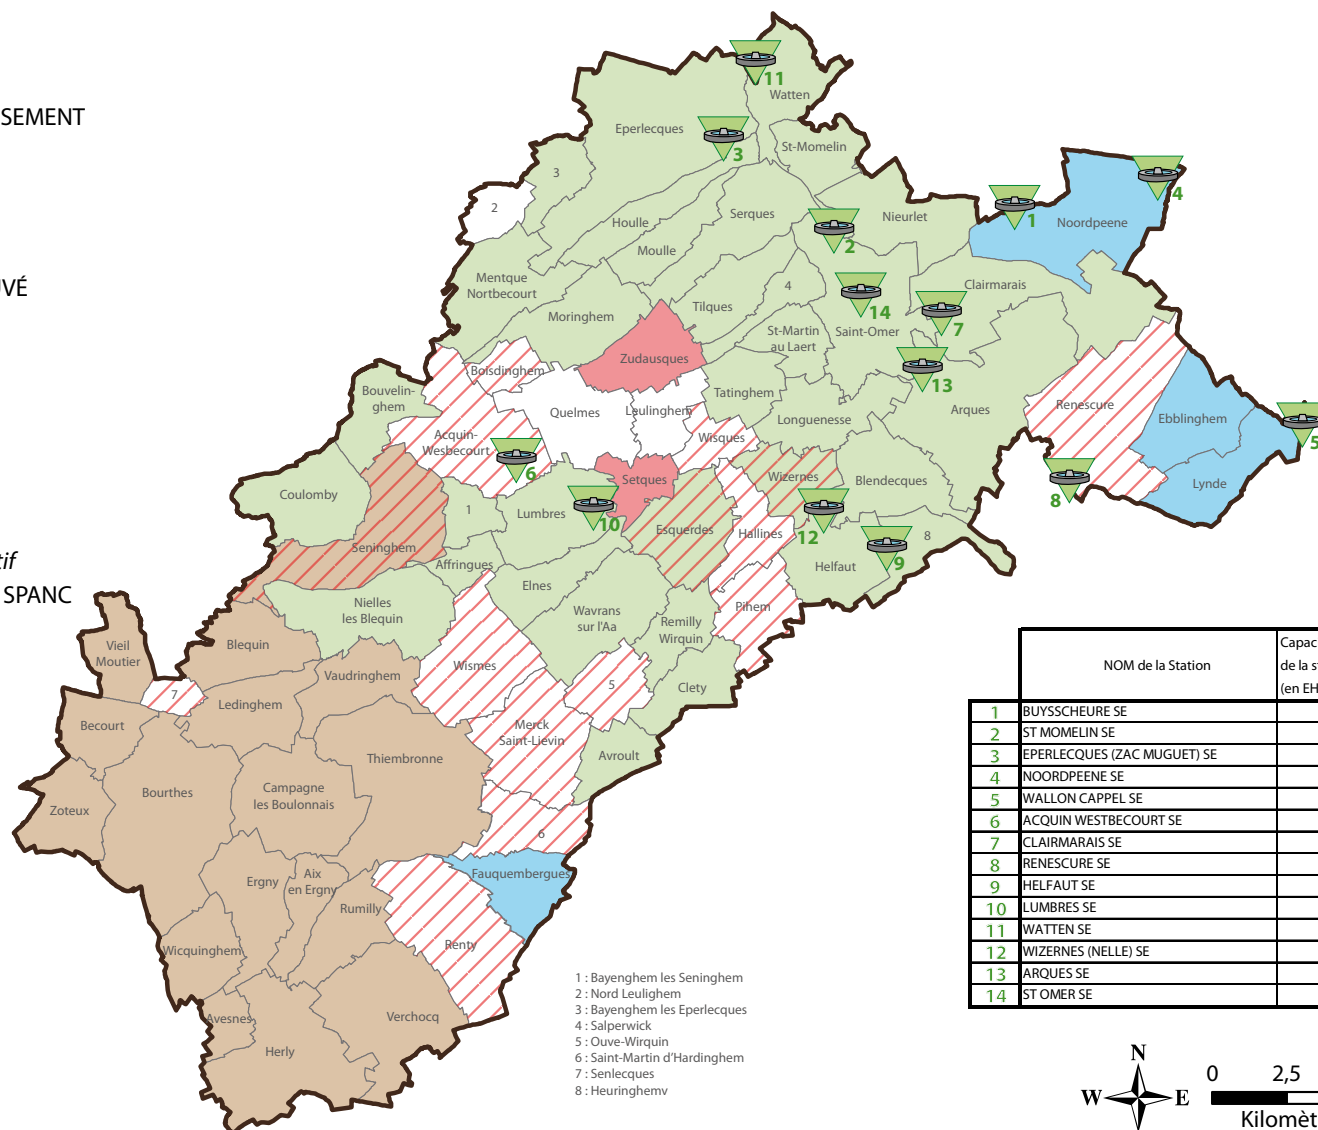 SEMENT
UVÉ
tif
SPANC
11
Watten
Eperlecques
3
St-Momelin
3
2
4
1
Noordpeene
Serques
Nieurlet
Houlle
2
Moulle
Mentque
Nortbecourt
Clairmarais
4
14
Tilques
Moringhem
7
St-Martin
au Laert
Saint-Omer
Zudausques
Boisdinghem
13
Bouvelin-
ghem
Tatinghem
Quelmes
Leulinghem
Arques
Renescure
Longuenesse
Ebblinghem
Acquin-
Wesbecourt
Wisques
5
6
Setques
Wizernes
Blendecques
Lynde
Coulomby
8
1
Lumbres
10
Esquerdes
Hallines
12
8
Seninghem
Affringues
9
Helfaut
Elnes
Nielles
les Blequin
Wavrans
sur l'Aa
Pihem
Remilly
Wirquin
Vieil
Moutier
Blequin
Wismes
Vaudringhem
5
Clety
7
Ledinghem
Becourt
Merck
Saint-Liévin
Thiembronne
Avroult
Bourthes
Campagne
les Boulonnais
Zoteux
6
Fauquembergues
Ergny
Aix
en Ergny
Rumilly
Renty
Wicquinghem
Avesnes
Verchocq
Herly
1 : Bayenghem les Seninghem
2 : Nord Leulighem
3 : Bayenghem les Eperlecques
4 : Salperwick
5 : Ouve-Wirquin
6 : Saint-Martin d'Hardinghem
7 : Senlecques
8 : Heuringhemv
NOM de la Station
Capac
de la s
(en EH
1 BUYSSCHEURE SE
2 ST MOMELIN SE
3 EPERLECQUES (ZAC MUGUET) SE
4 NOORDPEENE SE
5 WALLON CAPPEL SE
6 ACQUIN WESTBECOURT SE
7 CLAIRMARAIS SE
8 RENESCURE SE
9 HELFAUT SE
10 LUMBRES SE
11 WATTEN SE
12 WIZERNES (NELLE) SE
13 ARQUES SE
14 ST OMER SE
N
W E
S
0 2,5
Kilomèt